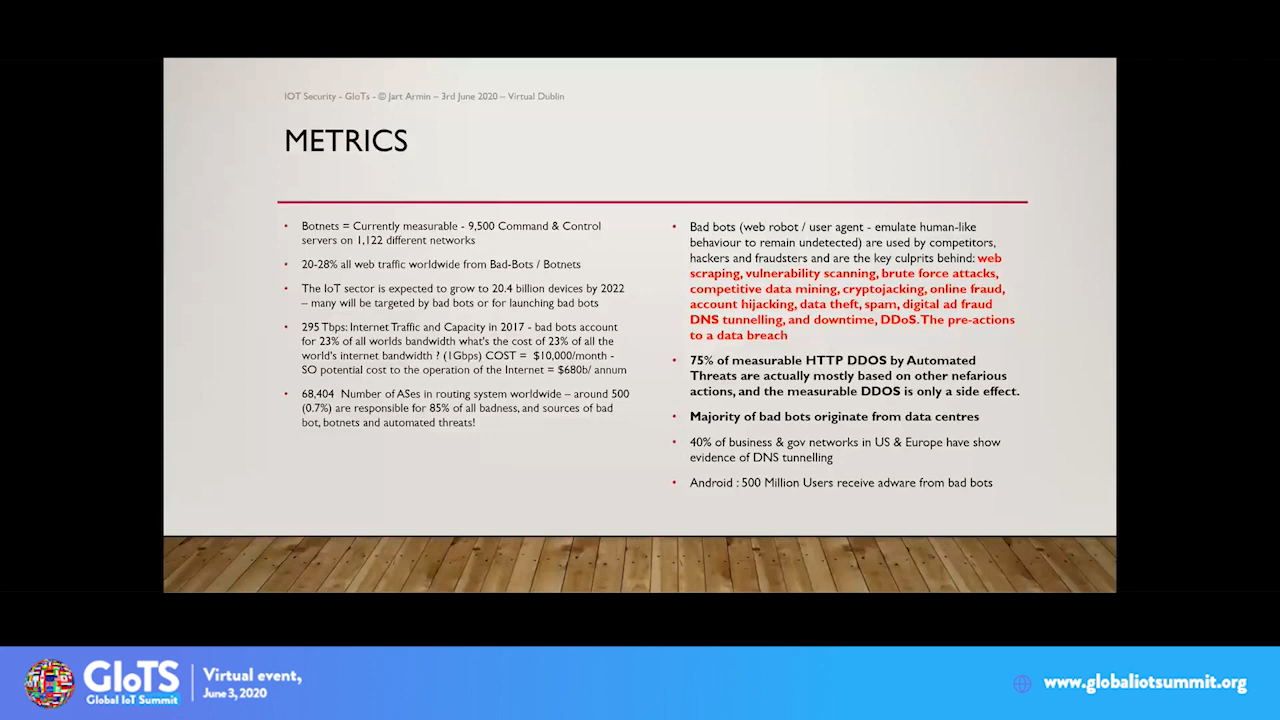 IOT Security - GIoTs - © Jart Armin – 3rd June 2020 – Virtual Dublin
METRICS
• Botnets = Currently measurable - 9,500 Command & Control
servers on 1,122 different networks
• 20-28% all web traffic worldwide from Bad-Bots / Botnets
• The IoT sector is expected to grow to 20.4 billion devices by 2022
– many will be targeted by bad bots or for launching bad bots
• 295 Tbps: Internet Traffic and Capacity in 2017 - bad bots account
for 23% of all worlds bandwidth what's the cost of 23% of all the
world's internet bandwidth ? (1Gbps) COST = $10,000/month -
SO potential cost to the operation of the Internet = $680b/ annum
• 68,404 Number of ASes in routing system worldwide – around 500
(0.7%) are responsible for 85% of all badness, and sources of bad
bot, botnets and automated threats!
• Bad bots (web robot / user agent - emulate human-like
behaviour to remain undetected) are used by competitors,
hackers and fraudsters and are the key culprits behind: web
scraping, vulnerability scanning, brute force attacks,
competitive data mining, cryptojacking, online fraud,
account hijacking, data theft, spam, digital ad fraud
DNS tunnelling, and downtime, DDoS. The pre-actions
to a data breach
• 75% of measurable HTTP DDOS by Automated
Threats are actually mostly based on other nefarious
actions, and the measurable DDOS is only a side effect.
• Majority of bad bots originate from data centres
• 40% of business & gov networks in US & Europe have show
evidence of DNS tunnelling
• Android : 500 Million Users receive adware from bad bots
GIoTS
Global IoT Summit
Virtual event,
June 3, 2020
www.globaliotsummit.org